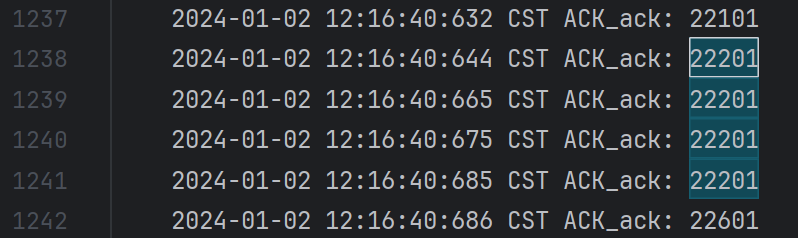 1237 2024-01-02 12:16:40:632 CST ACK_ack: 22101
1238 2024-01-02 12:16:40:644 CST ACK_ack: 22201
1239 2024-01-02 12:16:40:665 CST ACK_ack: 22201
1240 2024-01-02 12:16:40:675 CST ACK_ack: 22201
1241 2024-01-02 12:16:40:685 CST ACK_ack: 22201
1242 2024-01-02 12:16:40:686 CST ACK_ack: 22601